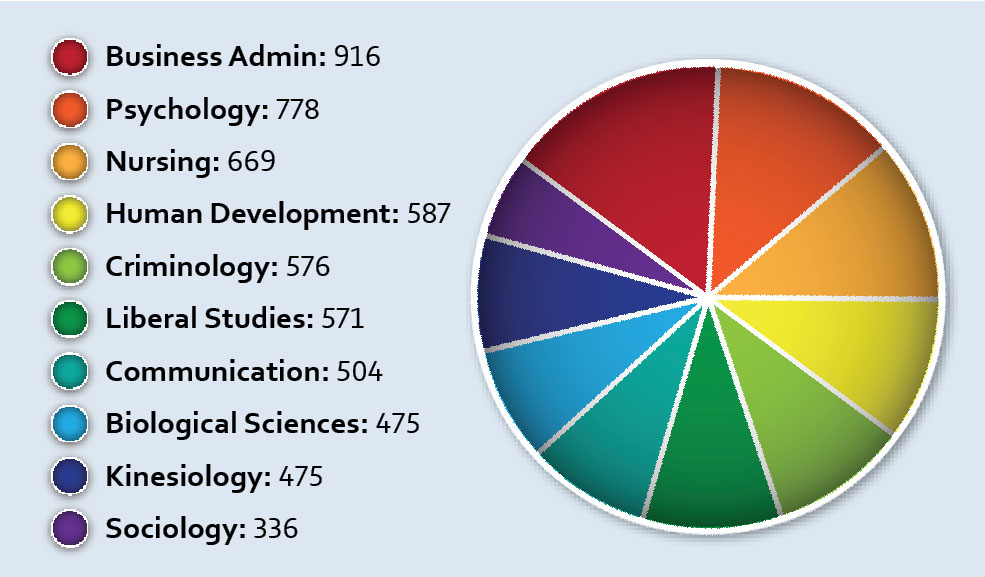 Business Admin: 916
Psychology: 778
Nursing: 669
Human Development: 587
Criminology: 576
Liberal Studies: 571
Communication: 504
Biological Sciences: 475
Kinesiology: 475
Sociology: 336